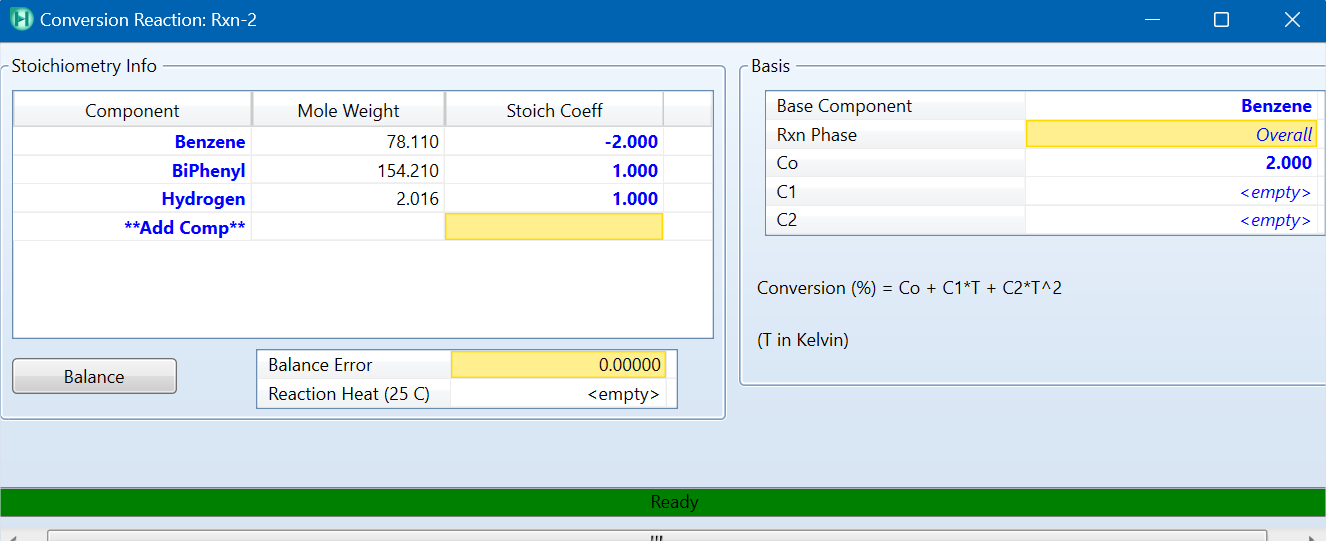 Conversion Reaction: Rxn-2
Stoichiometry Info
Component Mole Weight Stoich Coeff
Benzene 78.110 -2.000
BiPhenyl 154.210 1.000
Hydrogen 2.016 1.000
**Add Comp**
Balance
Balance Error 0.00000
Reaction Heat (25 C) <empty>
Basis
Base Component Benzene
Rxn Phase Overall
Co 2.000
C1 <empty>
C2 <empty>
Conversion (%) = Co + C1*T + C2*T^2
(T in Kelvin)
Ready